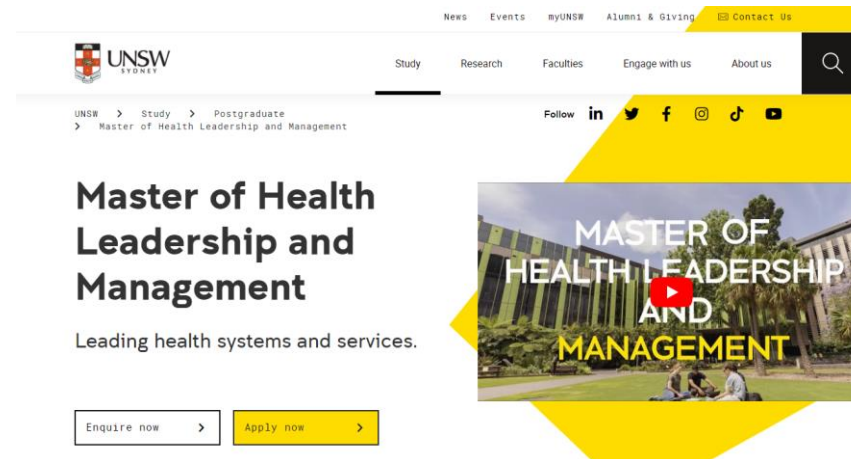 News Events myUNSW Alumni & Giving Contact Us
UNSW
SYDNEY
Study Research Faculties Engage with us About us
UNSW > Study > Postgraduate
> Master of Health Leadership and Management
Follow
Master of Health
Leadership and
Management
Leading health systems and services.
Enquire now >
Apply now >
MASTER OF
HEALTH LEADERSHIP
AND
MANAGEMENT